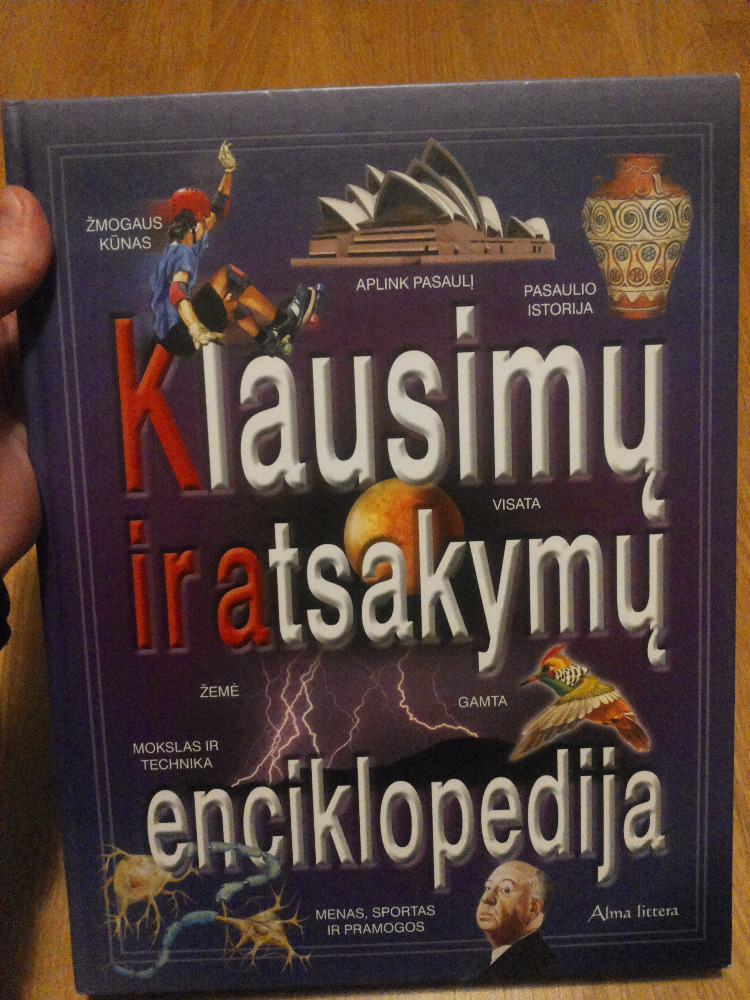 ŽMOGAUS
KŪNAS
APLINK PASAULĮ
PASAULIO
ISTORIJA
Klausimų
VISATA
ir atsakymų
ŽEMĖ
GAMTA
MOKSLAS IR
TECHNIKA
enciklopedija
MENAS, SPORTAS
IR PRAMOGOS
Alma littera